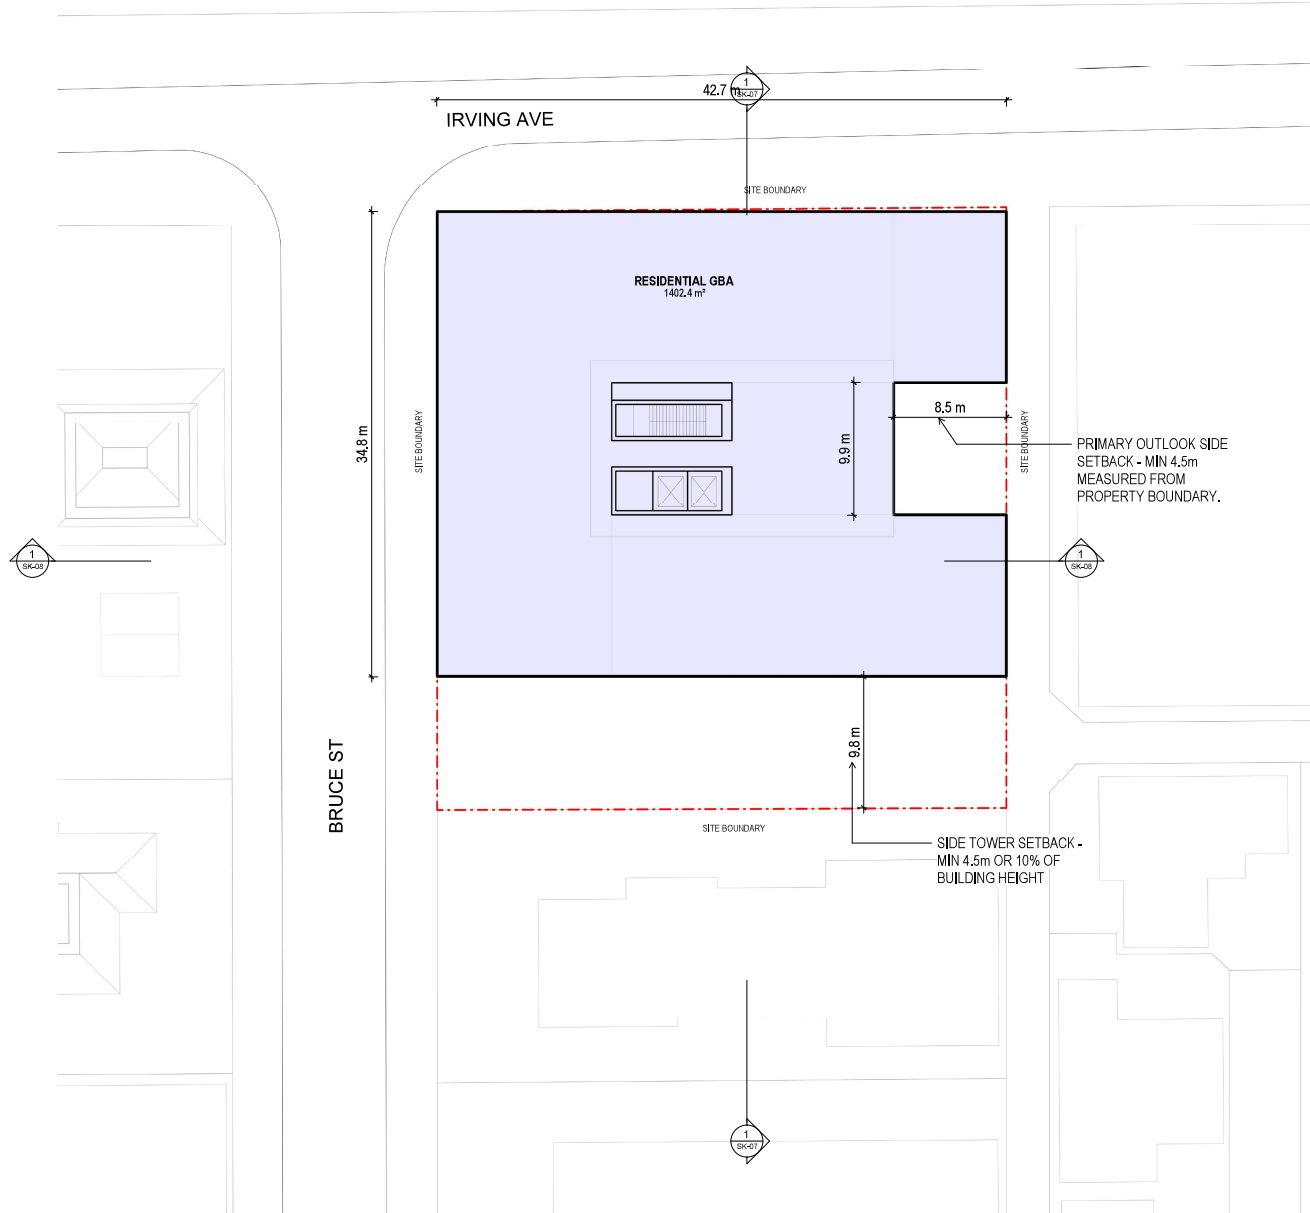 1
SK-07
42.7 m
IRVING AVE
SITE BOUNDARY
RESIDENTIAL GBA
1402.4 m²
8.5 m
34.8 m
SITE BOUNDARY
9.9 m
SITE BOUNDARY
PRIMARY OUTLOOK SIDE
SETBACK - MIN 4.5m
MEASURED FROM
PROPERTY BOUNDARY.
1
SK-08
1
SK-08
9.8 m
BRUCE ST
SITE BOUNDARY
SIDE TOWER SETBACK -
MIN 4.5m OR 10% OF
BUILDING HEIGHT
1
SK-07